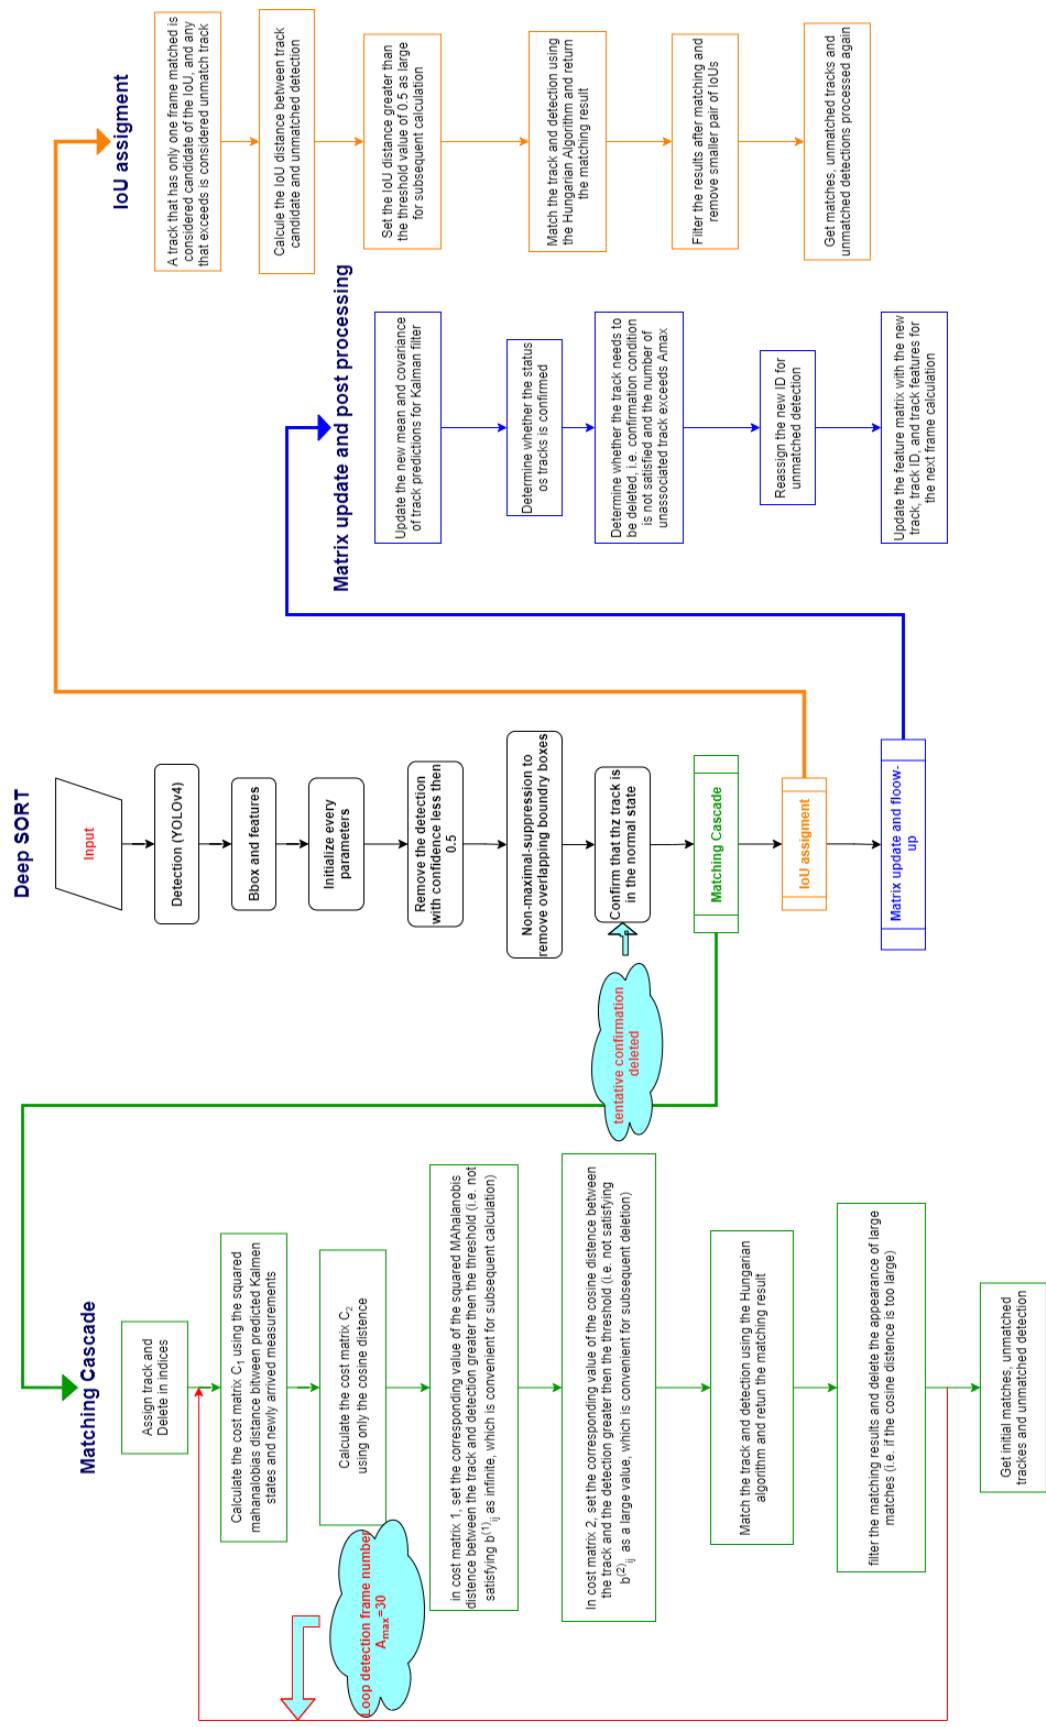 Matching Cascade
Assign track and
Delete in indices
Calculate the cost matrix C1 using the squared
mahanalobias distance bitween predicted Kalmen
states and newly arrived measurements
Calculate the cost matrix C2
using only the cosine distence
in cost matrix 1, set the corresponding value of the squared MAhalanobis
distence between the track and detection greater then the threshold (i.e. not
satisfying b(1)ij as infinite, which is convenient for subsequent calculation)
In cost matrix 2, set the corresponding value of the cosine distence between
the track and the detection greater then the threshold (i.e. not satisfying
b(2)ij as a large value, which is convenient for subsequent deletion)
Match the track and detection using the Hungarian
algorithm and retun the matching result
filter the matching results and delete the appearance of large
matches (i.e. if the cosine distence is too large)
Get initial matches, unmatched
trackes and unmatched detection
Loop detection frame number
Amax=30
Deep SORT
Input
Detection (YOLOv4)
Bbox and features
Initialize every
parameters
Remove the detection
with confidence less then
0.5
Non-maximal-suppression to
remove overlapping boundry boxes
Confirm that thz track is
in the normal state
tentative confirmation
deleted
Matching Cascade
IoU assigment
Matrix update and floow-
up
Matrix update and post processing
Update the new mean and covariance
of track predictions for Kalman filter
Determine whether the status
os tracks is confirmed
Determine whether the track needs to
be deleted, i.e. confirmation condition
is not satisfied and the number of
unassociated track exceeds Amax
Reassign the new ID for
unmatched detection
Update the feature matrix with the new
track, track ID, and track features for
the next frame calculation
IoU assigment
A track that has only one frame matched is
considered candidate of the IoU, and any
that exceeds is considered unmatch track
Calcule the IoU distance between track
candidate and unmatched detection
Set the IoU distance greater than
the threshold value of 0.5 as large
for subsequent calculation
Match the track and detection using
the Hungarian Algorithm and return
the matching result
Filter the results after matching and
remove smaller pair of IoUs
Get matches, unmatched tracks and
unmatched detections processed again